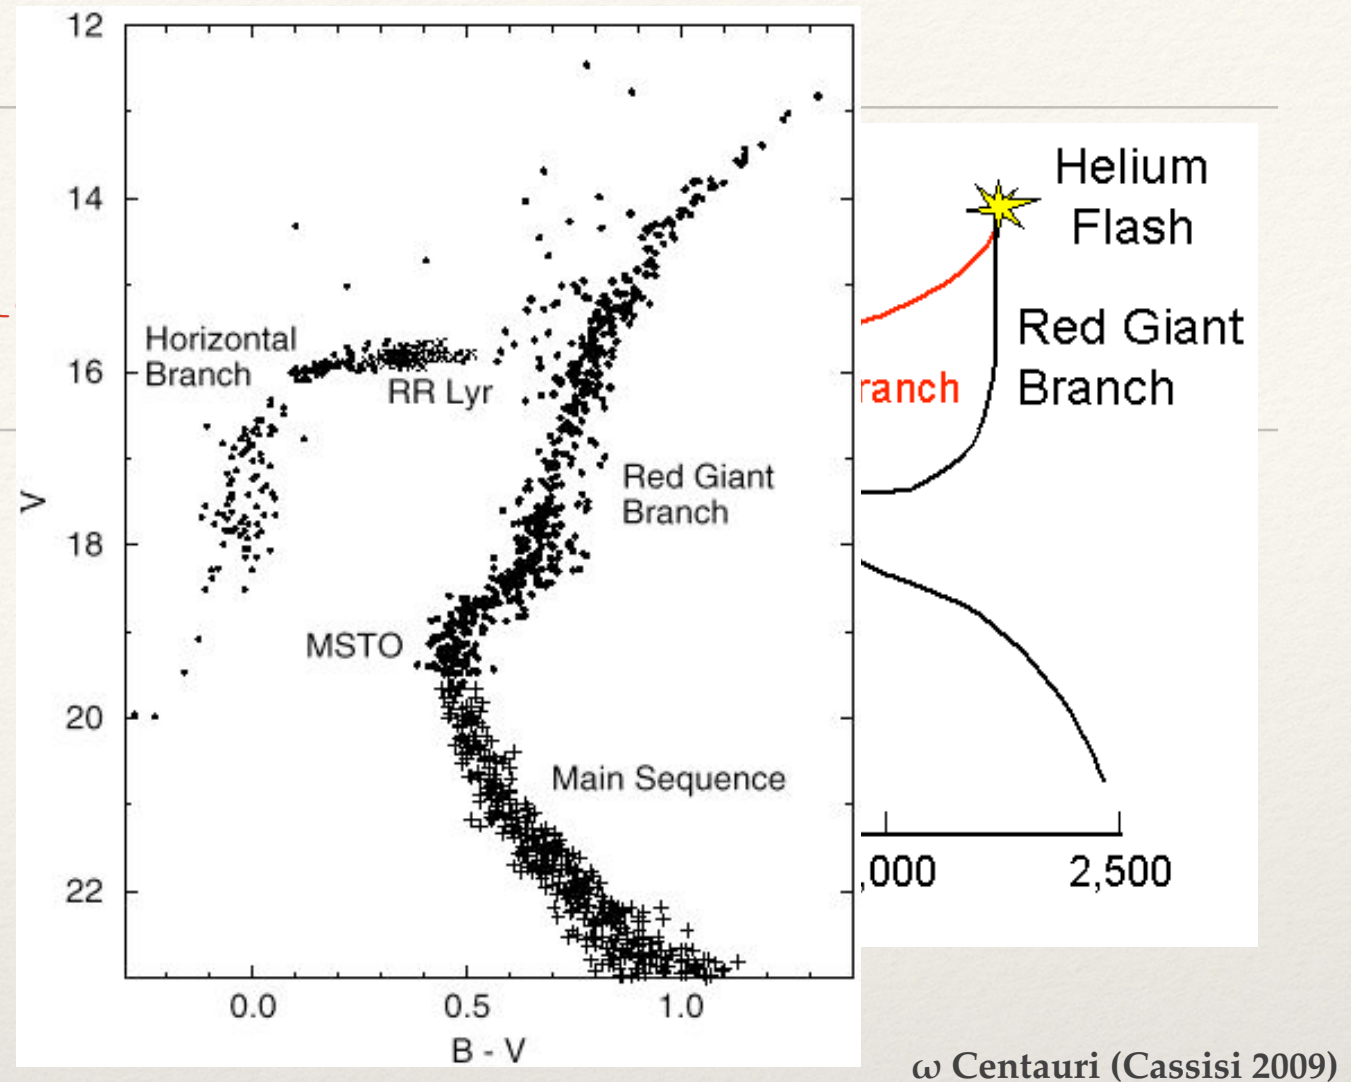 12
14
16
18
20
22
V
Horizontal
Branch
RR Lyr
Red Giant
Branch
MSTO
Main Sequence
0.0 0.5 1.0
B - V
Helium
Flash
Red Giant
Branch
ranch
,000 2,500
ω Centauri (Cassisi 2009)